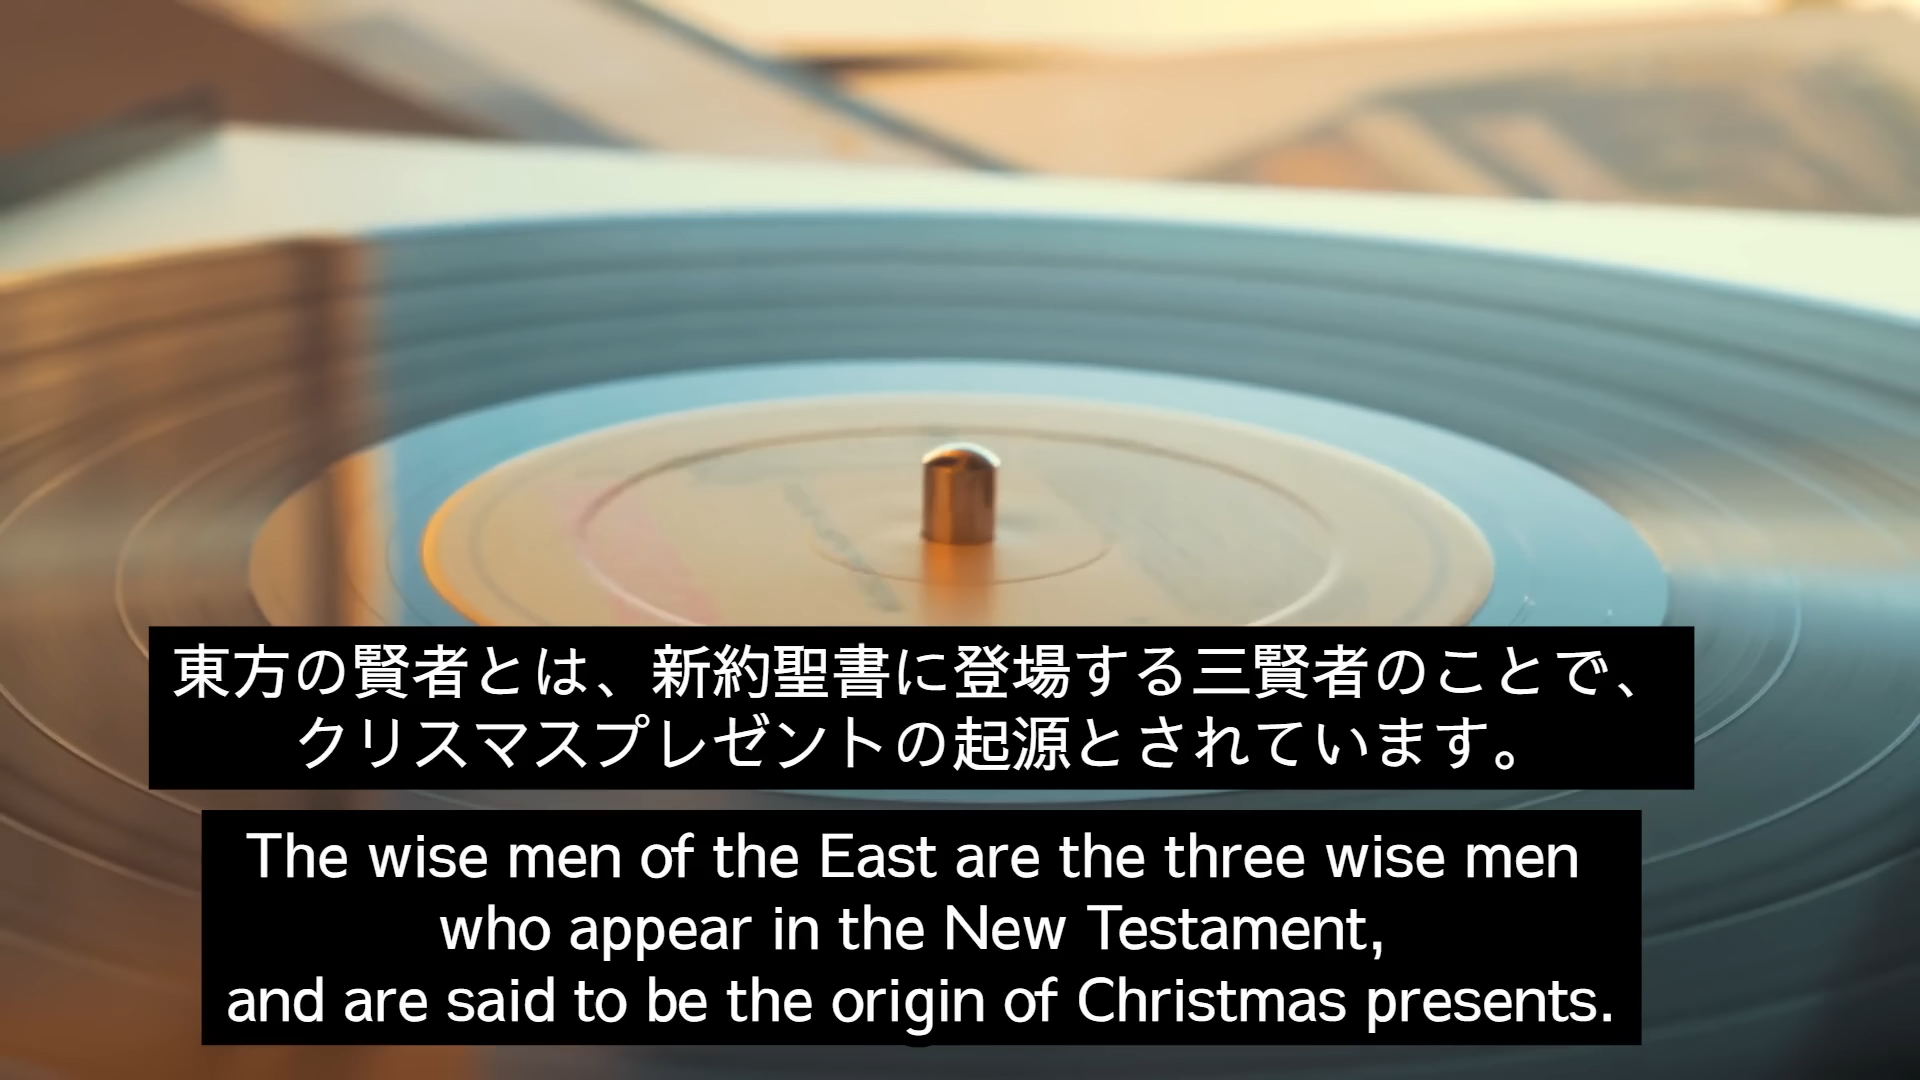 東方の賢者とは、新約聖書に登場する三賢者のことで、
クリスマスプレゼントの起源とされています。
The wise men of the East are the three wise men
who appear in the New Testament,
and are said to be the origin of Christmas presents.